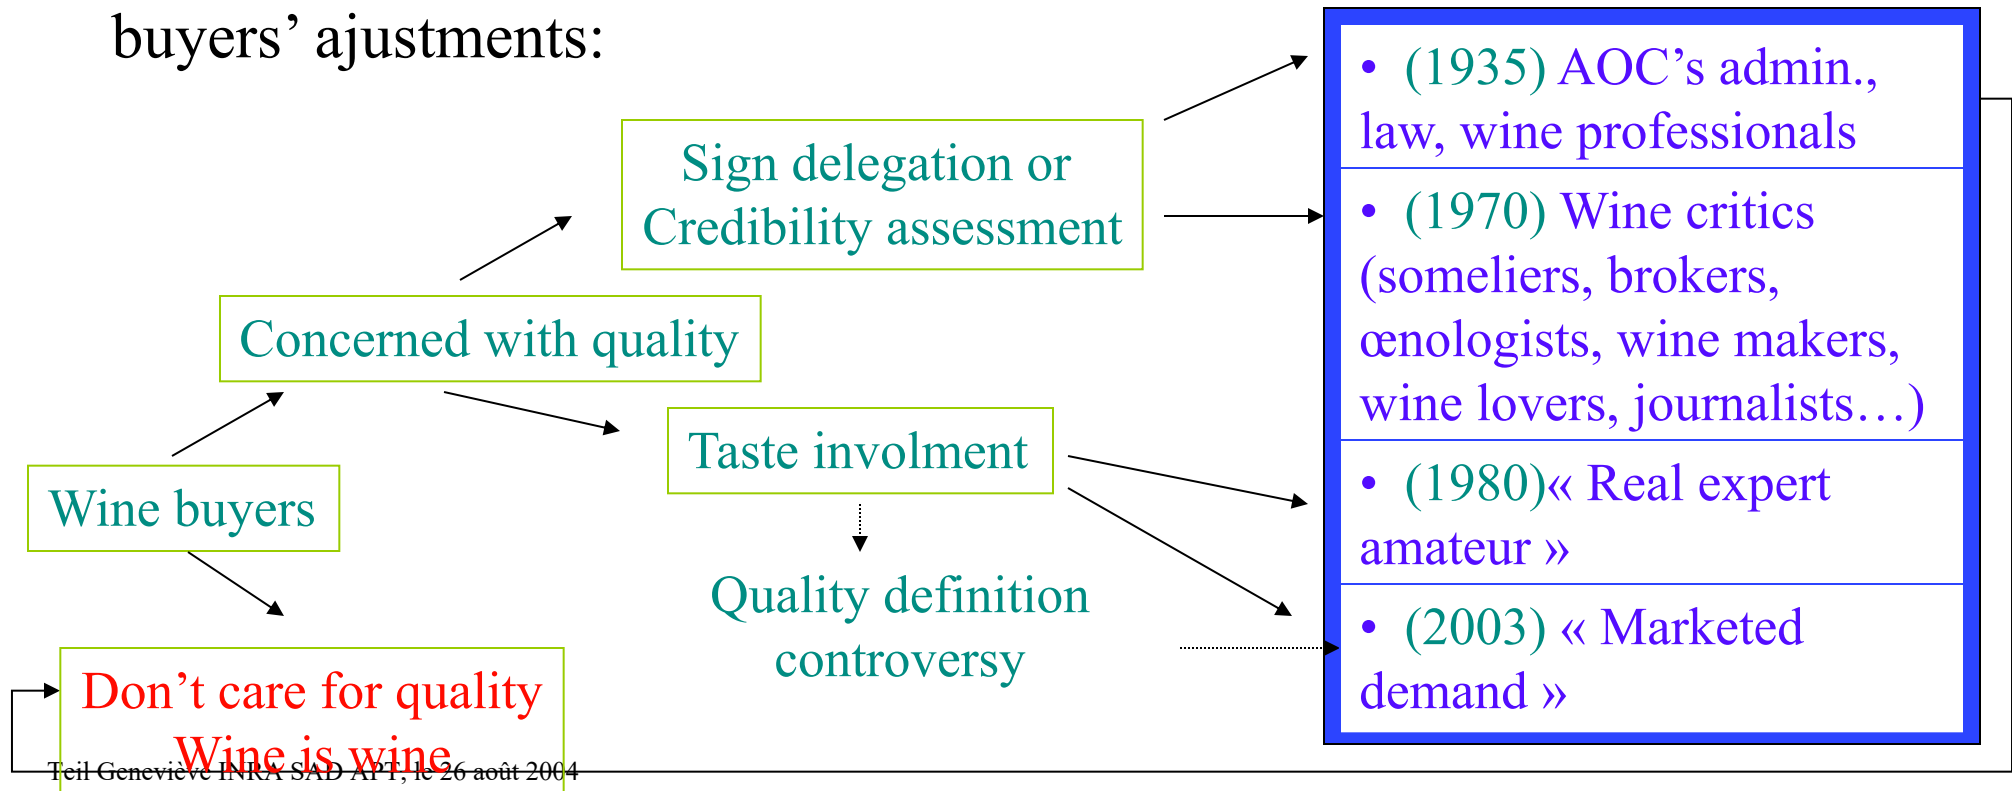 buyers’ ajustments:
Sign delegation or
Credibility assessment
Concerned with quality
Taste involment
Wine buyers
Quality definition
controversy
Don’t care for quality
Wine is wine
• (1935) AOC’s admin.,
law, wine professionals
• (1970) Wine critics
(someliers, brokers,
œnologists, wine makers,
wine lovers, journalists…)
• (1980)« Real expert
amateur »
• (2003) « Marketed
demand »
Teil Geneviève INRA SAD APT, le 26 août 2004